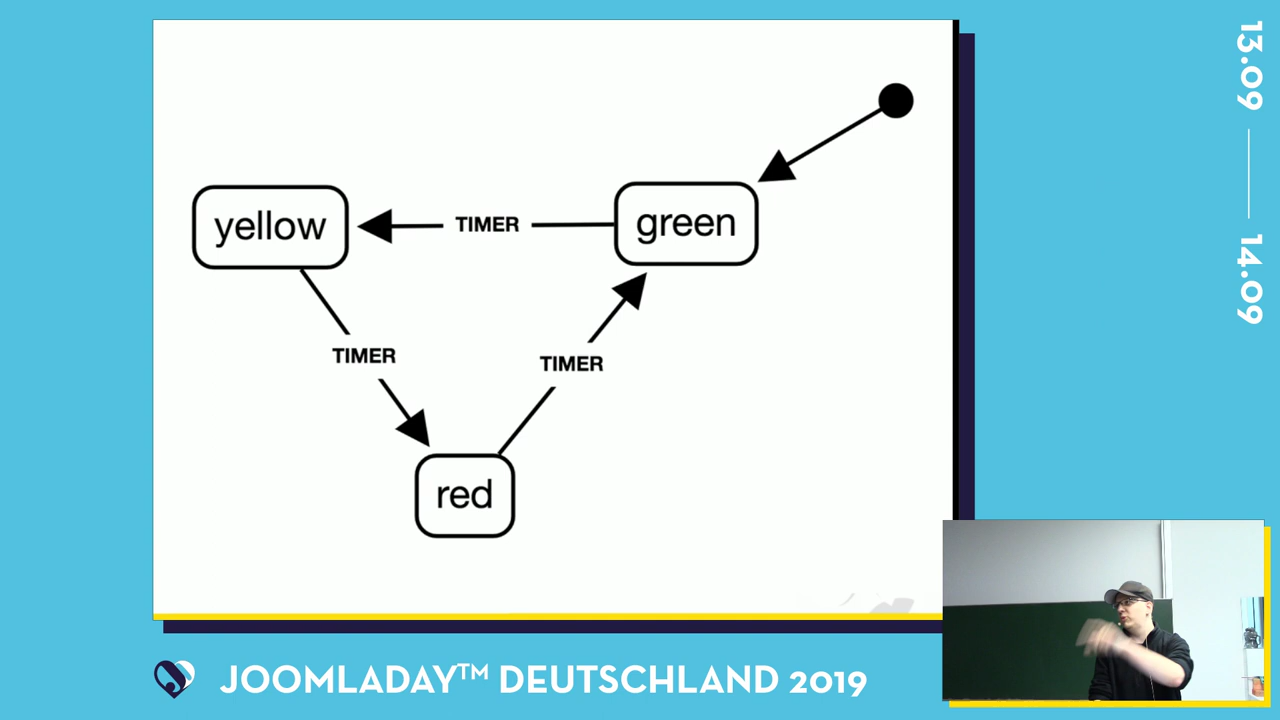 yellow
TIMER
green
TIMER
TIMER
red
13.09
14.09
JOOMLADAY™ DEUTSCHLAND 2019